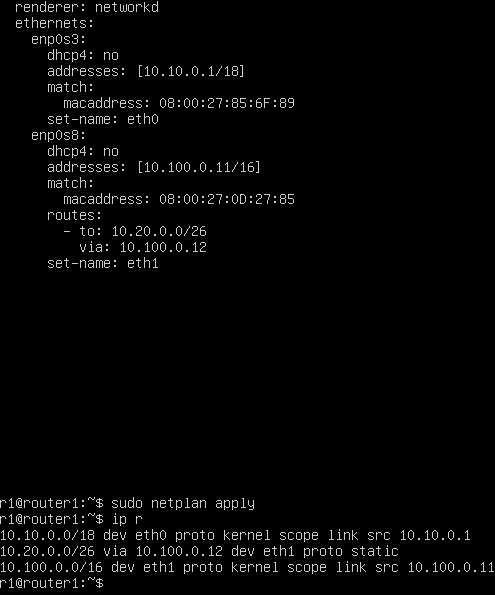 renderer: networkd
ethernets:
enp0s3:
dhcp4: no
addresses: [10.10.0.1/18]
match:
macaddress: 08:00:27:85:6F:89
set-name: eth0
enp0s8:
dhcp4: no
addresses: [10.100.0.11/16]
match:
macaddress: 08:00:27:0D:27:85
routes:
- to: 10.20.0.0/26
via: 10.100.0.12
set-name: eth1
r1@router1:~$ sudo netplan apply
r1@router1:~$ ip r
10.10.0.0/18 dev eth0 proto kernel scope link src 10.10.0.1
10.20.0.0/26 via 10.100.0.12 dev eth1 proto static
10.100.0.0/16 dev eth1 proto kernel scope link src 10.100.0.11
r1@router1:~$